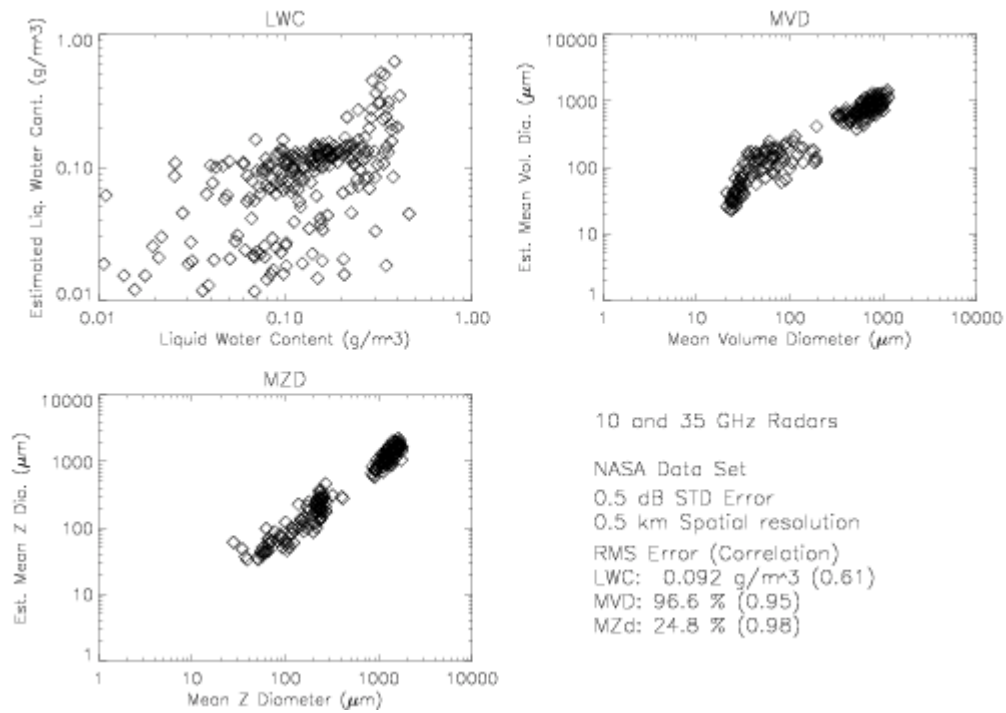 LWC
1.00
0.10
0.01
Estimated Liq. Water Cont. (g/m^3)
0.01 0.10 1.00
Liquid Water Content (g/m^3)
MVD
10000
1000
100
10
1
Est. Mean Vol. Dia. (μm)
1 10 100 1000 10000
Mean Volume Diameter (μm)
MZD
10000
1000
100
10
1
Est. Mean Z Dia. (μm)
1 10 100 1000 10000
Mean Z Diameter (μm)
10 and 35 GHz Radars
NASA Data Set
0.5 dB STD Error
0.5 km Spatial resolution
RMS Error (Correlation)
LWC: 0.092 g/m^3 (0.61)
MVD: 96.6 % (0.95)
MZd: 24.8 % (0.98)